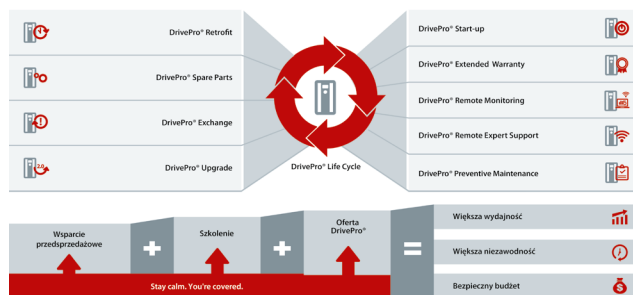 DrivePro® Retrofit
DrivePro® Spare Parts
DrivePro® Exchange
2.0
DrivePro® Upgrade
DrivePro® Life Cycle
DrivePro® Start-up
DrivePro® Extended Warranty
DrivePro® Remote Monitoring
DrivePro® Remote Expert Support
DrivePro® Preventive Maintenance
Wsparcie
przedsprzedażowe
+
Szkolenie
+
Oferta
DrivePro®
=
Stay calm. You're covered.
Większa wydajność
Większa niezawodność
Bezpieczny budżet
$